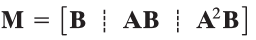 M = [B ¦ AB ¦ A²B]